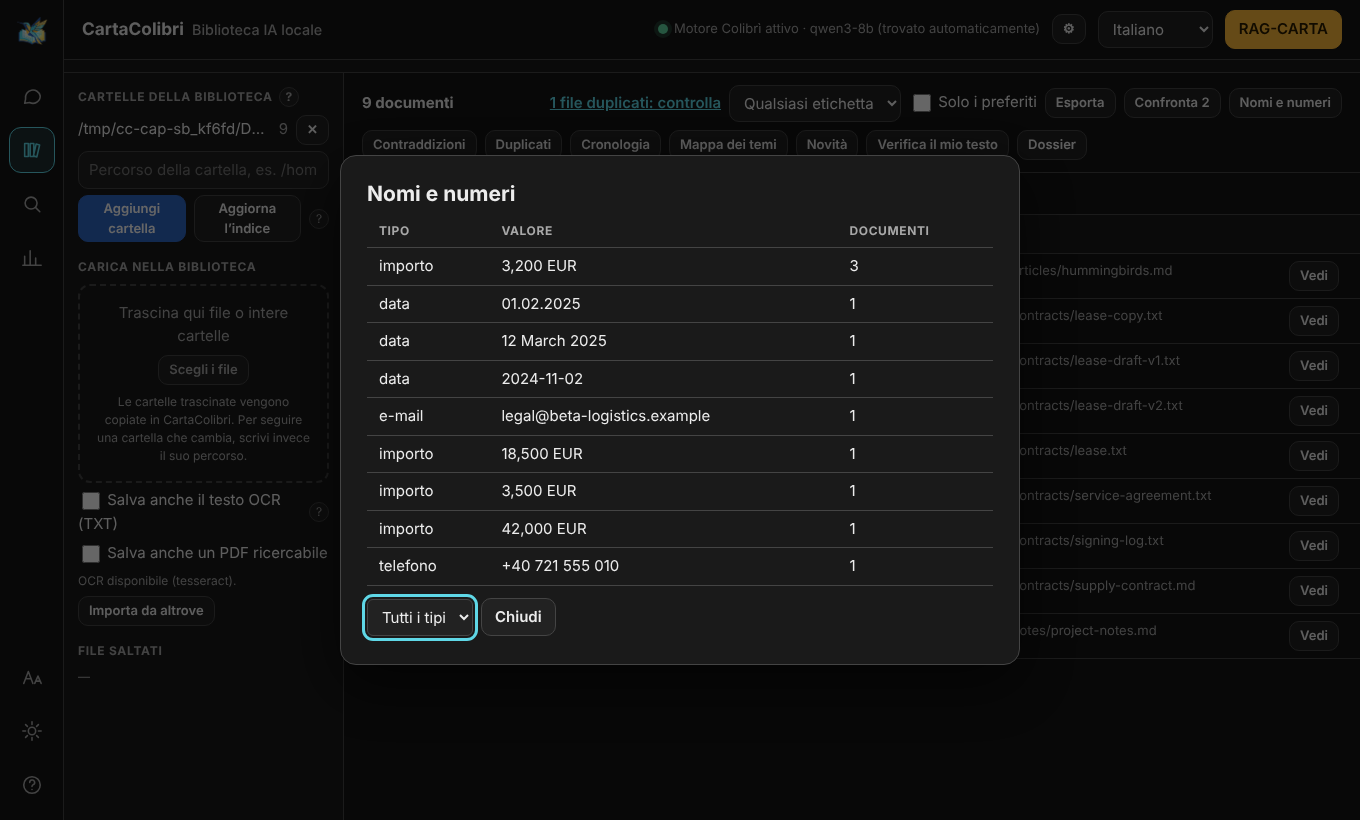 CartaColibrì Biblioteca IA locale
Motore Colibrì attivo · qwen3-8b (trovato automaticamente)
Italiano
RAG-CARTA
CARTELLE DELLA BIBLIOTECA ?
/tmp/cc-cap-sb_kf6fd/D... 9 ×
Percorso della cartella, es. /hom
Aggiungi cartella
Aggiorna l'indice
?
CARICA NELLA BIBLIOTECA
Trascina qui file o intere
cartelle
Scegli i file
Le cartelle trascinate vengono
copiate in CartaColibrì. Per seguire
una cartella che cambia, scrivi invece
il suo percorso.
Salva anche il testo OCR
(TXT)
?
Salva anche un PDF ricercabile
OCR disponibile (tesseract).
Importa da altrove
FILE SALTATI
—
9 documenti
1 file duplicati: controlla
Qualsiasi etichetta
Solo i preferiti
Esporta
Confronta 2
Nomi e numeri
Contraddizioni
Duplicati
Cronologia
Mappa dei temi
Novità
Verifica il mio testo
Dossier
Nomi e numeri
TIPO VALORE DOCUMENTI
importo 3,200 EUR 3
data 01.02.2025 1
data 12 March 2025 1
data 2024-11-02 1
e-mail legal@beta-logistics.example 1
importo 18,500 EUR 1
importo 3,500 EUR 1
importo 42,000 EUR 1
telefono +40 721 555 010 1
Tutti i tipi
Chiudi
rticles/hummingbirds.md Vedi
ontracts/lease-copy.txt Vedi
ontracts/lease-draft-v1.txt Vedi
ontracts/lease-draft-v2.txt Vedi
ontracts/lease.txt Vedi
ontracts/service-agreement.txt Vedi
ontracts/signing-log.txt Vedi
ontracts/supply-contract.md Vedi
otes/project-notes.md Vedi
AA
?